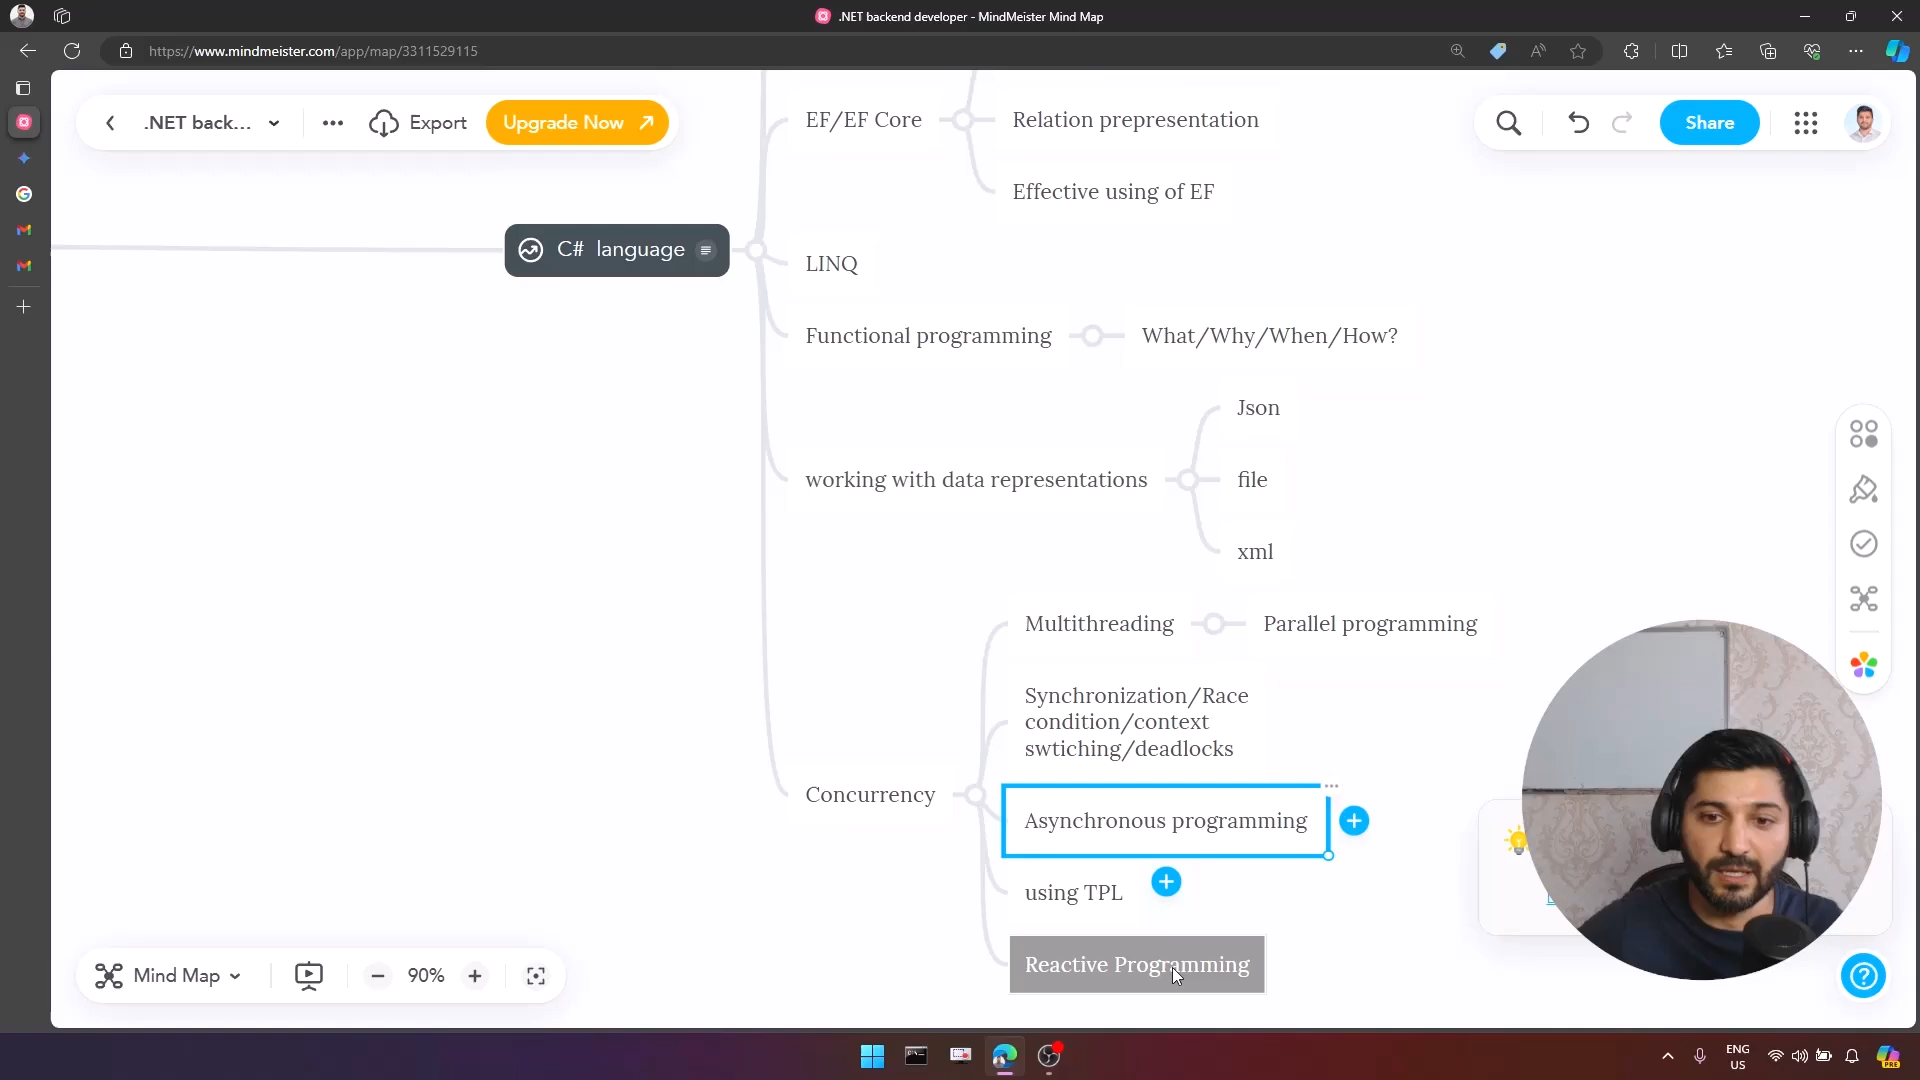 .NET backend developer - MindMeister Mind Map
https://www.mindmeister.com/app/map/3311529115
.NET back...
Export
Upgrade Now
Share
EF/EF Core
Relation prepresentation
Effective using of EF
C# language
LINQ
Functional programming
What/Why/When/How?
Json
working with data representations
file
xml
Multithreading
Parallel programming
Synchronization/Race
condition/context
swtiching/deadlocks
Concurrency
Asynchronous programming
using TPL
Reactive Programming
Mind Map
90%
ENG
US
PRE